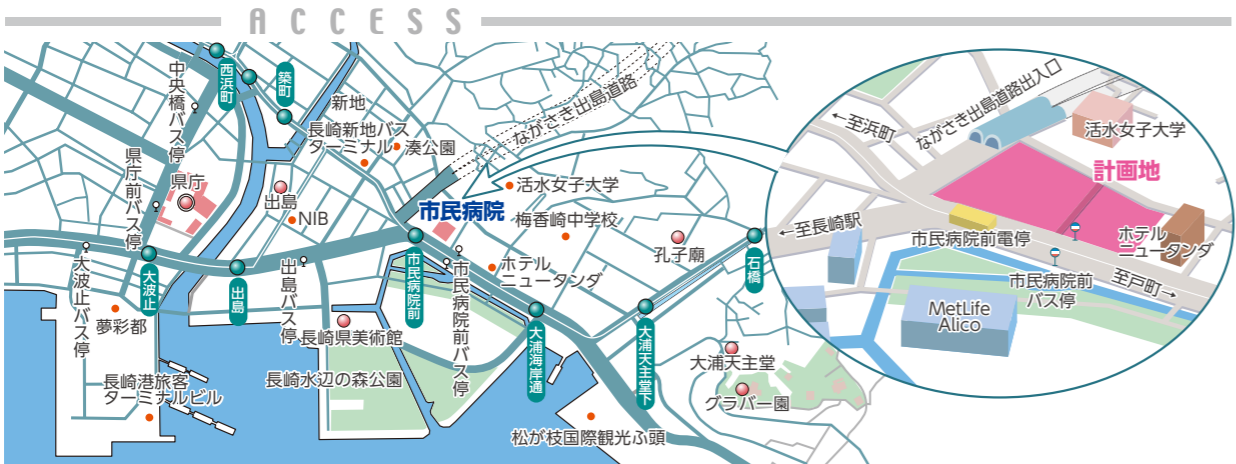 ACCESS
中央橋バス停
西浜町
築町
新地
長崎新地バス
ターミナル
湊公園
ながさき出島道路
県庁前バス停
県庁
出島
NIB
市民病院
活水女子大学
梅香崎中学校
孔子廟
石橋
大波止バス停
大波止
出島
出島バス停
市民病院前
市民病院前バス停
ホテル
ニュータンダ
夢彩都
長崎県美術館
長崎水辺の森公園
大浦海岸通
大浦天主堂下
大浦天主堂
グラバー園
長崎港旅客
ターミナルビル
松が枝国際観光ふ頭
←至浜町
ながさき出島道路出入口
活水女子大学
計画地
←至長崎駅
市民病院前電停
ホテル
ニュータンダ
市民病院前
バス停
至戸町→
MetLife
Alico